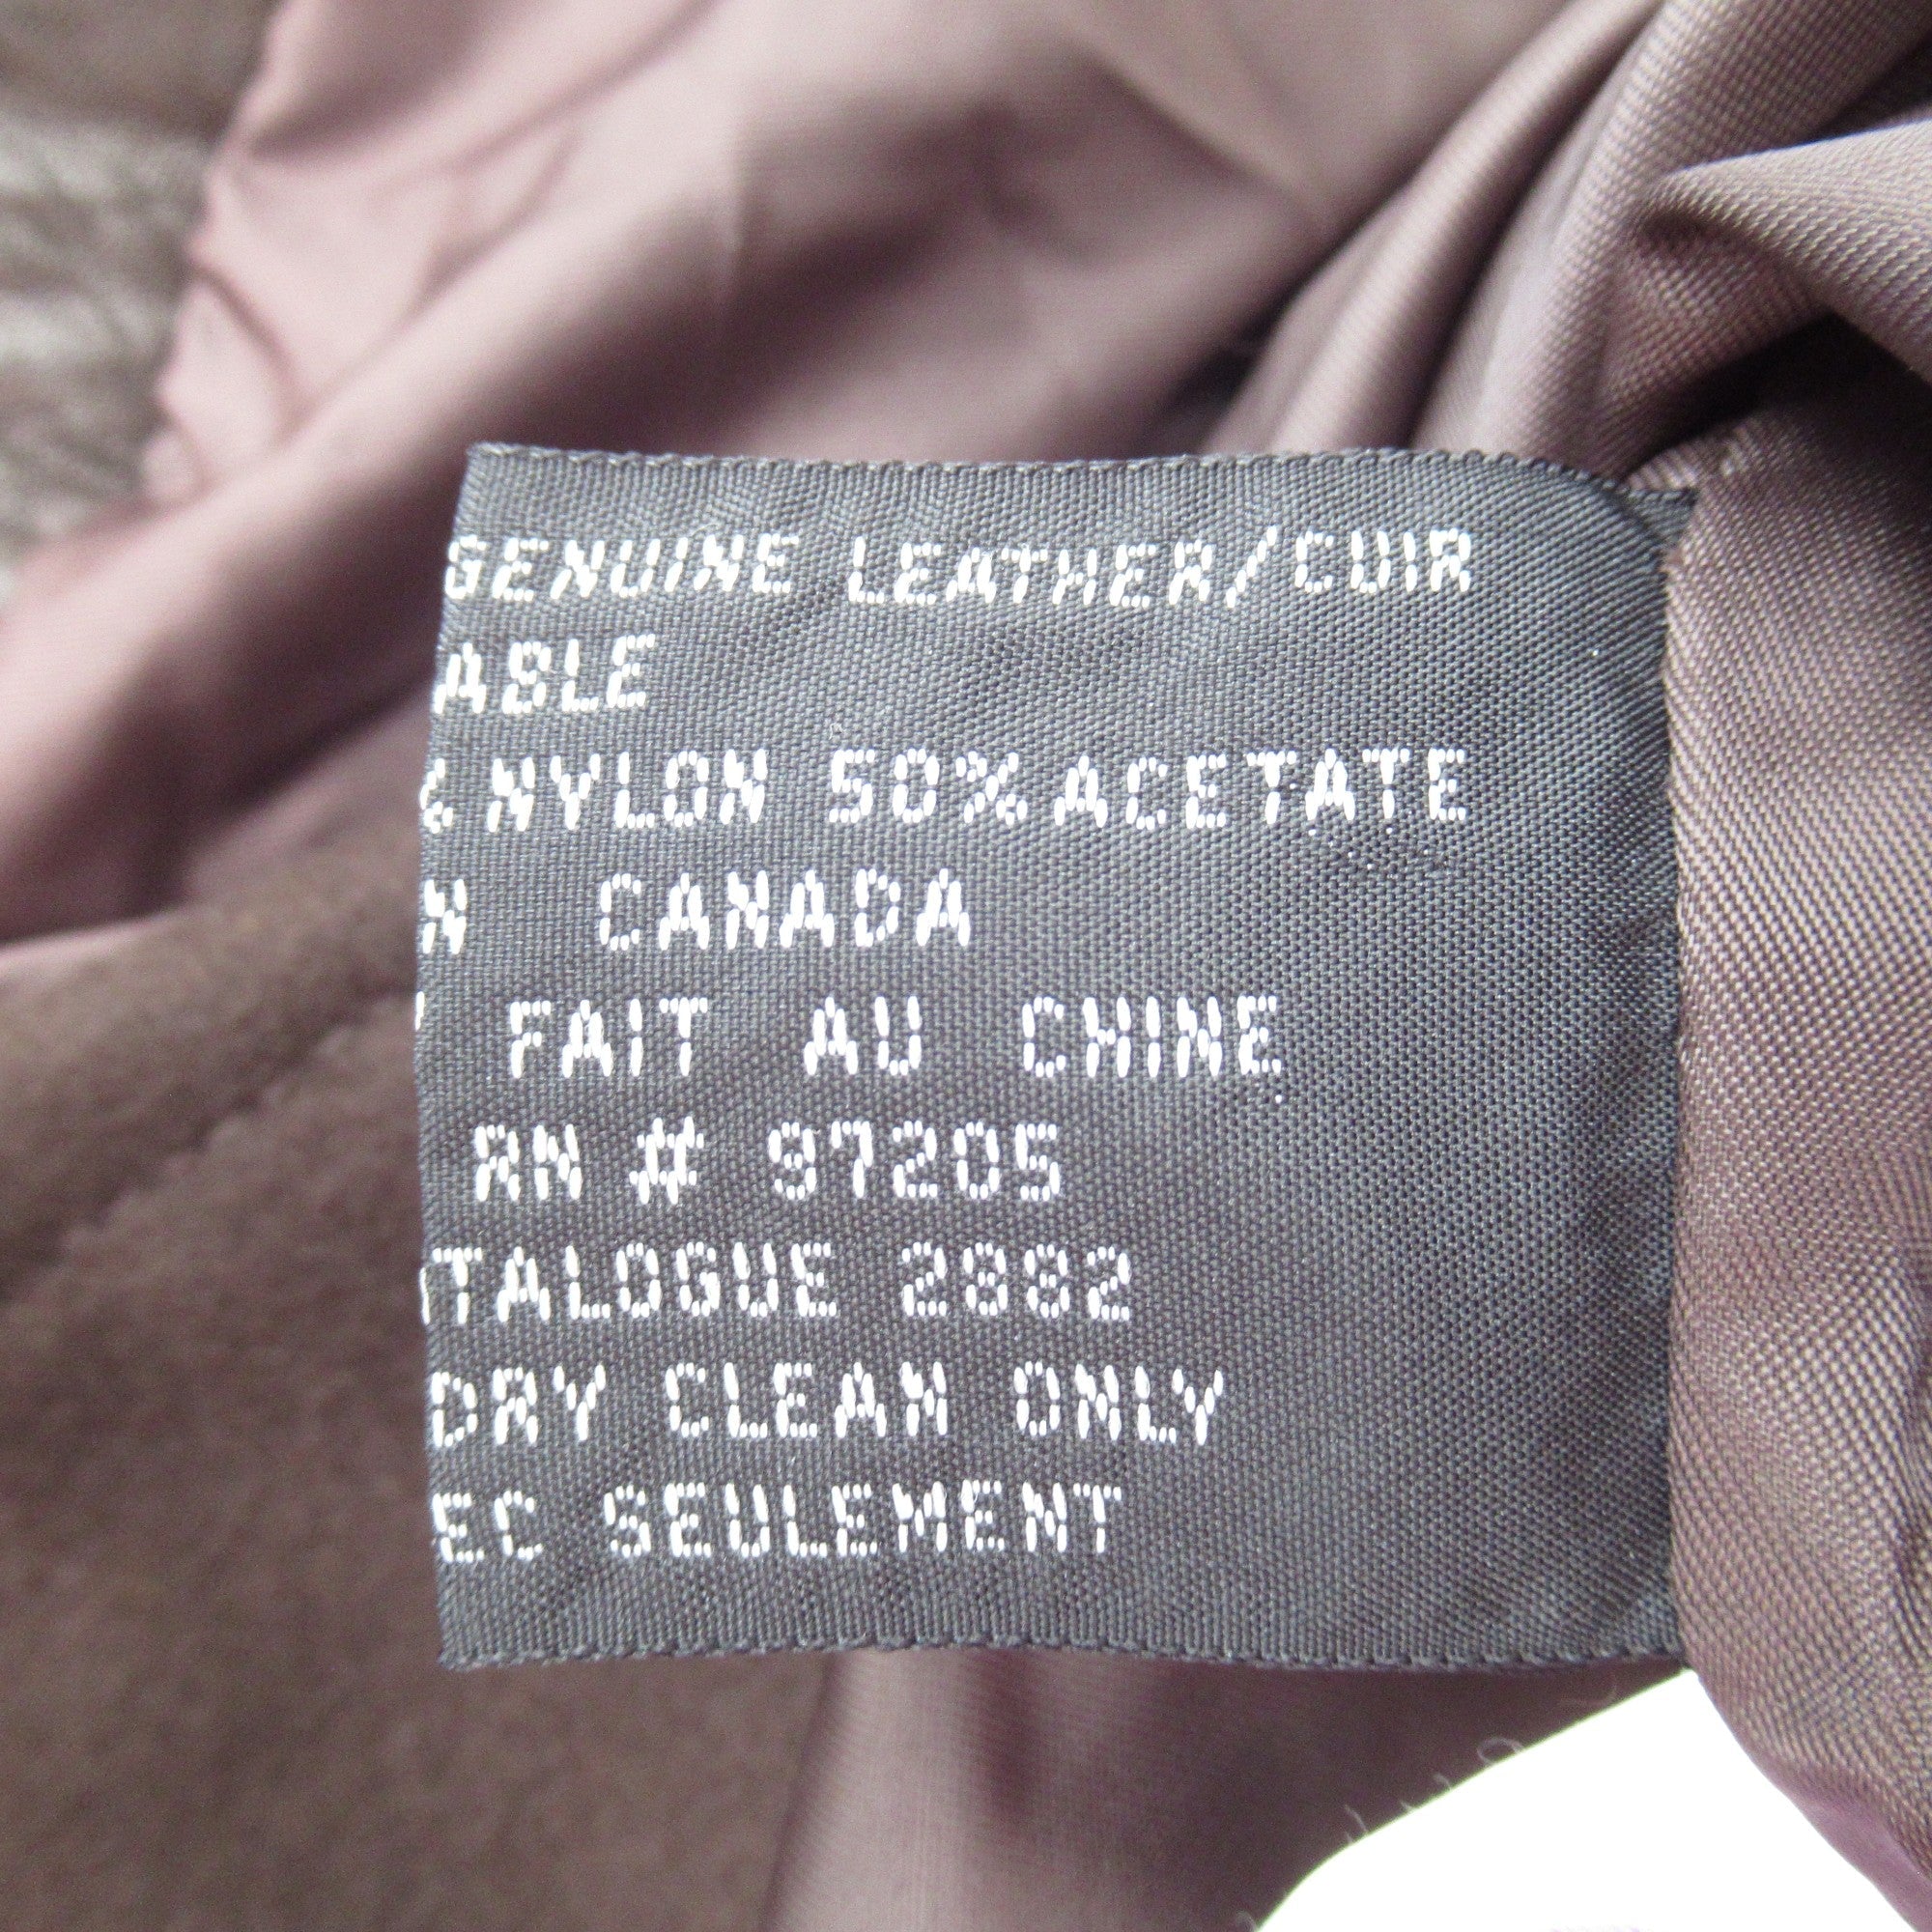 GENUINE LEATHER/CUIR
ABLE
% NYLON 50% ACETATE
N CANADA
FAIT AU CHINE
RN # 97205
TALOGUE 2882
DRY CLEAN ONLY
EC SEULEMENT